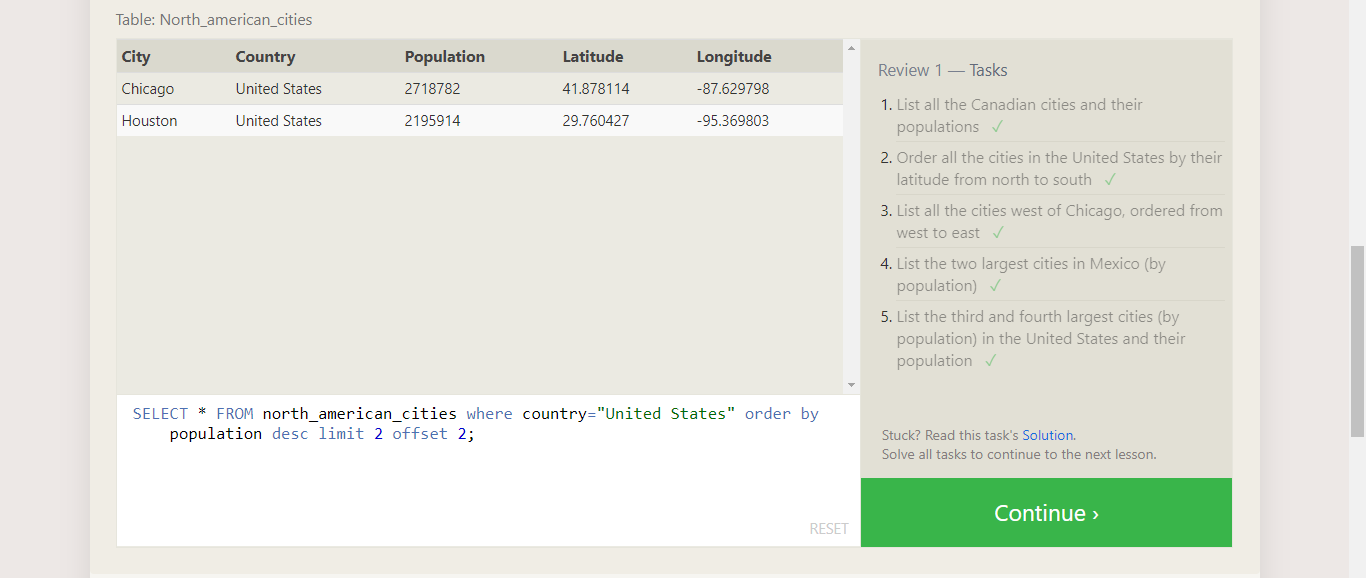 Table: North_american_cities
City Country Population Latitude Longitude
Chicago United States 2718782 41.878114 -87.629798
Houston United States 2195914 29.760427 -95.369803
SELECT * FROM north_american_cities where country="United States" order by
population desc limit 2 offset 2;
RESET
Review 1 — Tasks
1. List all the Canadian cities and their
populations ✓
2. Order all the cities in the United States by their
latitude from north to south ✓
3. List all the cities west of Chicago, ordered from
west to east ✓
4. List the two largest cities in Mexico (by
population) ✓
5. List the third and fourth largest cities (by
population) in the United States and their
population ✓
Stuck? Read this task's Solution.
Solve all tasks to continue to the next lesson.
Continue ›